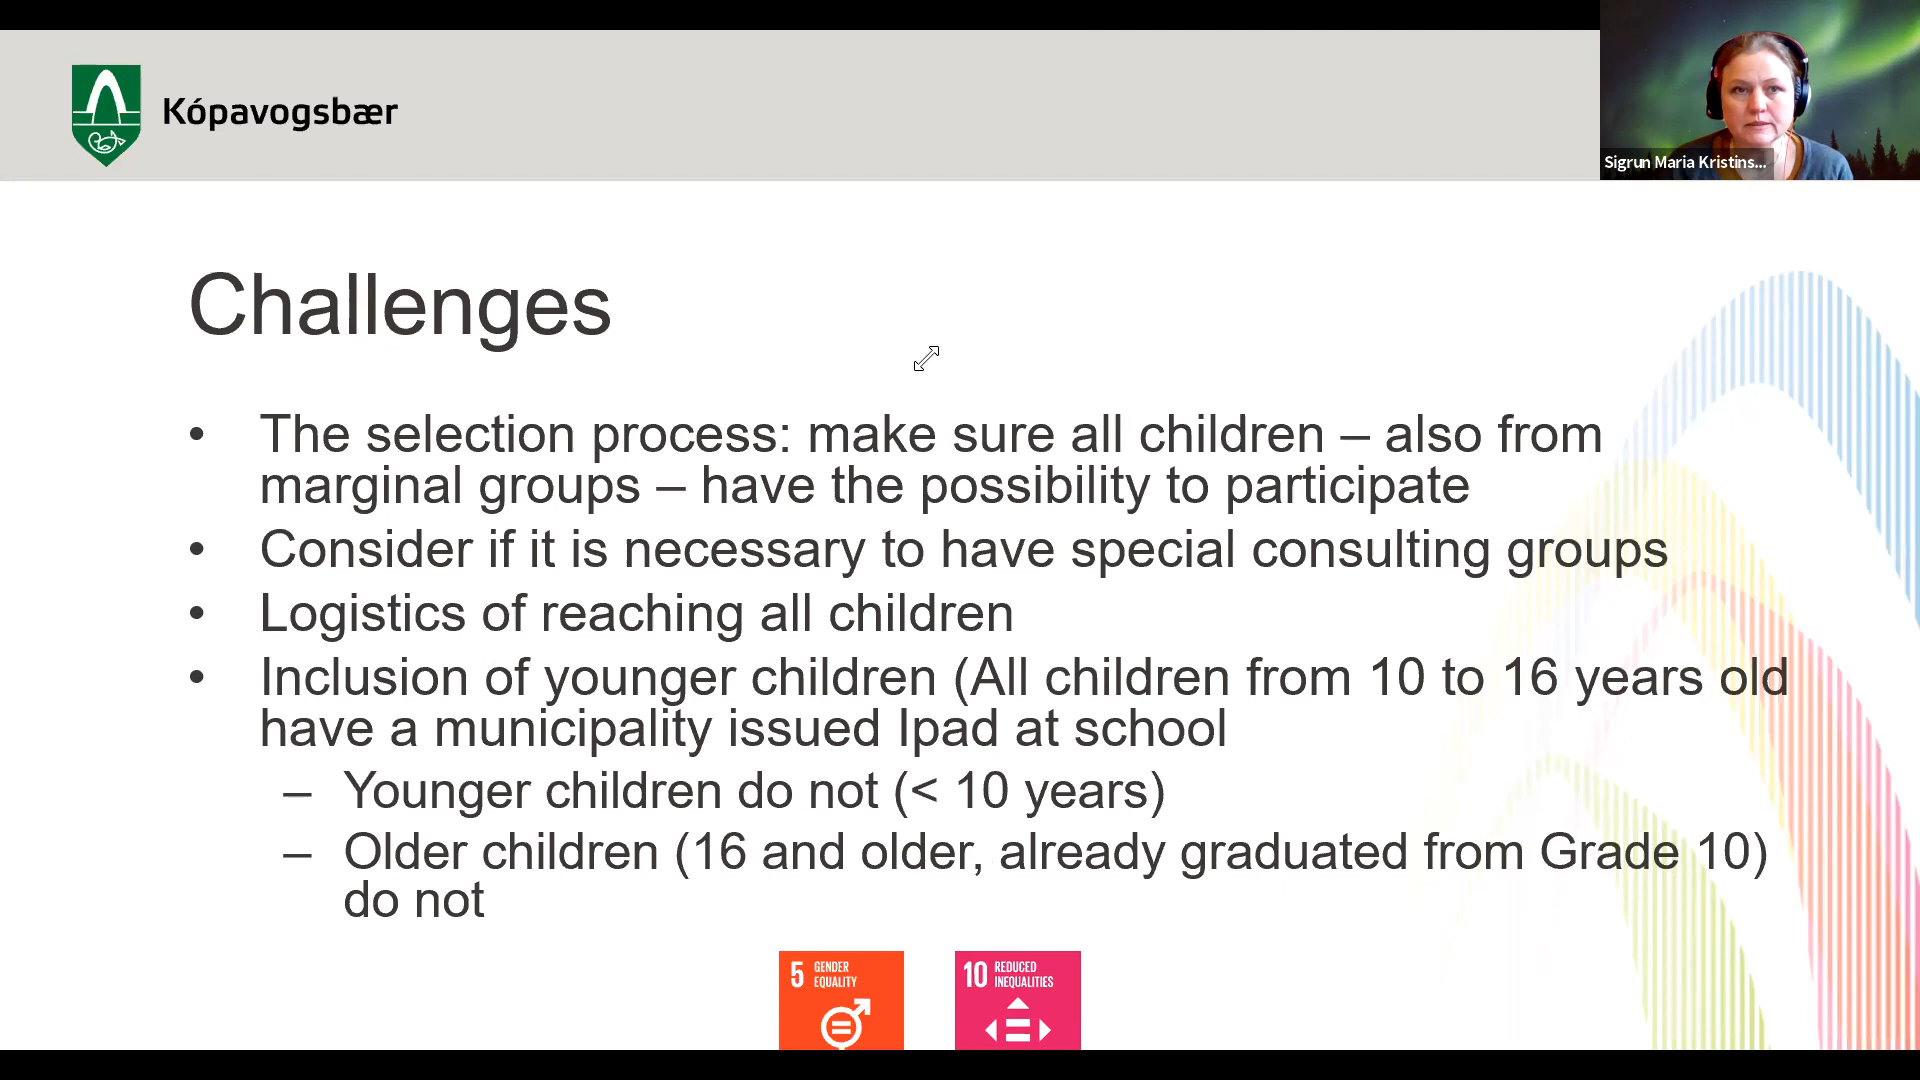 Kópavogsbær
Sigrun Maria Kristins...
Challenges
• The selection process: make sure all children – also from
marginal groups – have the possibility to participate
• Consider if it is necessary to have special consulting groups
• Logistics of reaching all children
• Inclusion of younger children (All children from 10 to 16 years old
have a municipality issued Ipad at school
– Younger children do not (< 10 years)
– Older children (16 and older, already graduated from Grade 10)
do not
5 GENDER
EQUALITY
10 REDUCED
INEQUALITIES